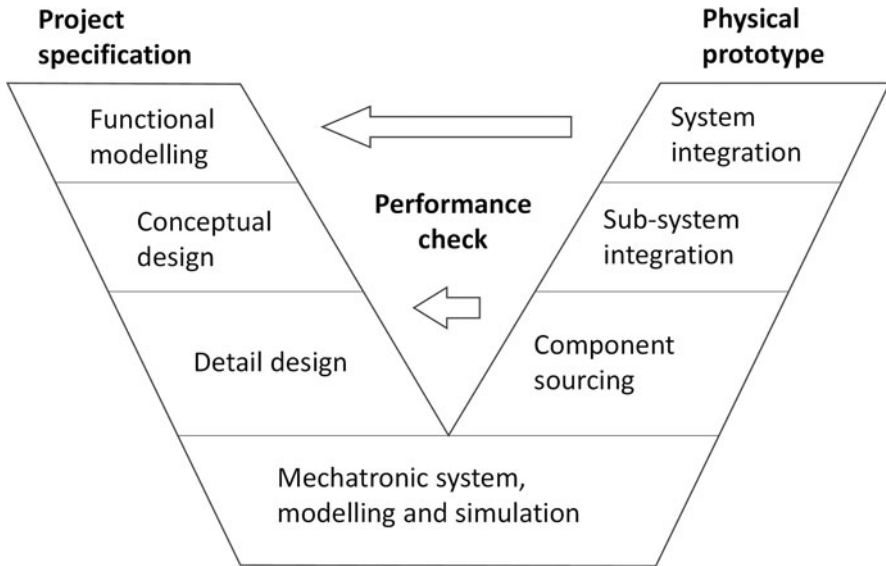 Project
specification
Physical
prototype
Functional
modelling
System
integration
Performance
check
Conceptual
design
Sub-system
integration
Detail design
Component
sourcing
Mechatronic system,
modelling and simulation